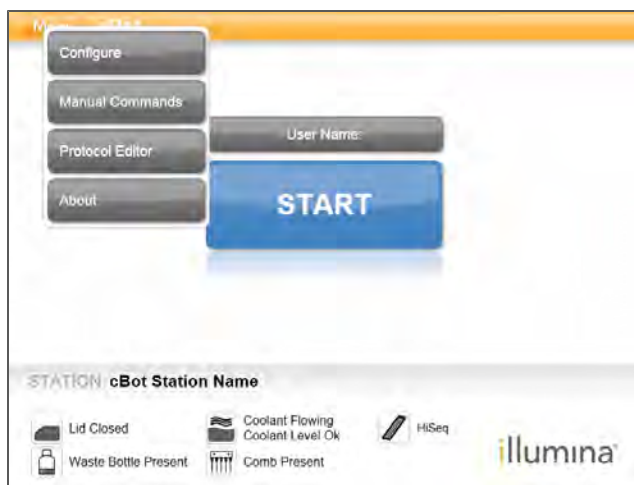 Configure
Manual Commands
Protocol Editor
About
User Name:
START
STATION cBot Station Name
Lid Closed
Coolant Flowing
Coolant Level Ok
HiSeq
Waste Bottle Present
Comb Present
illumina